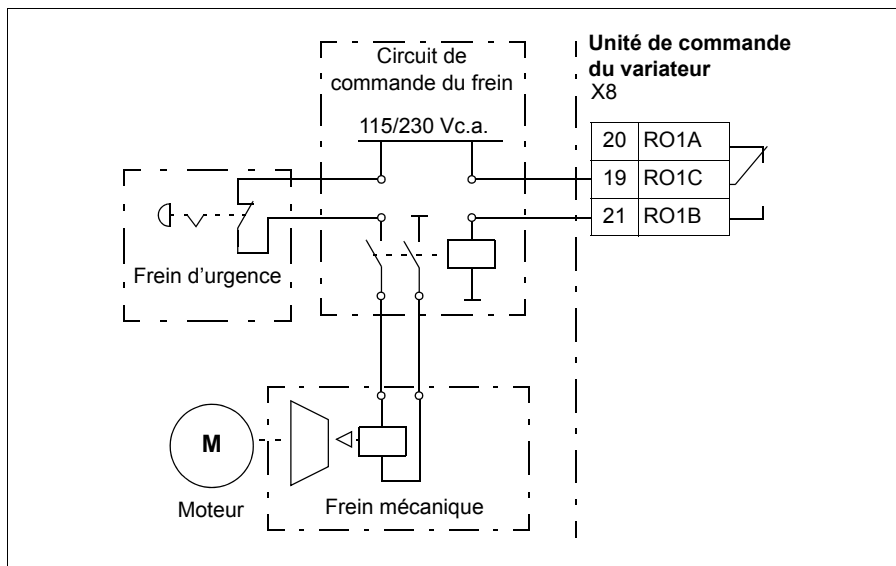 Circuit de
commande du frein
115/230 Vc.a.
Unité de commande
du variateur
X8
20 RO1A
19 RO1C
21 RO1B
Frein d’urgence
M
Moteur
Frein mécanique